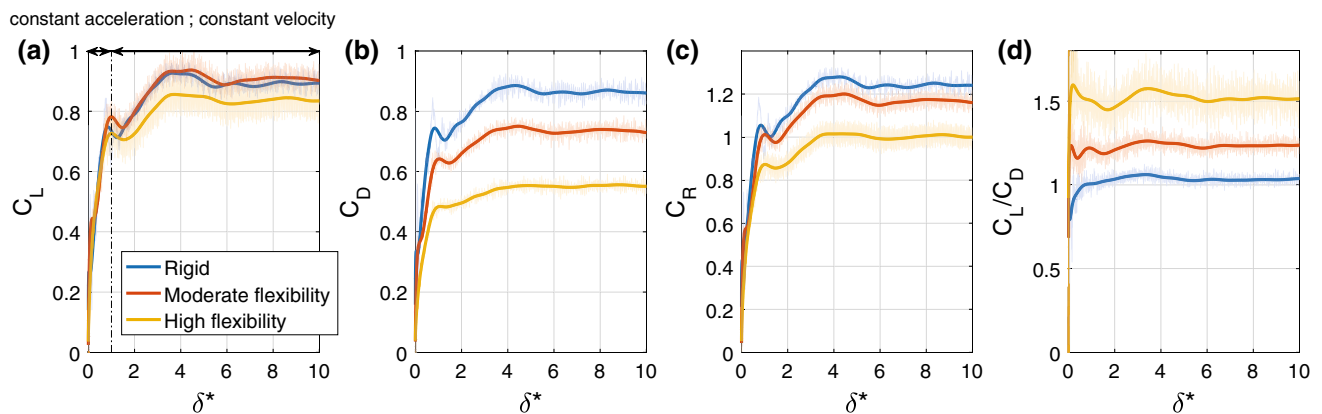 constant acceleration ; constant velocity
(a) (b) (c) (d)
C_L
1
0.8
0.6
0.4
0.2
0
0 2 4 6 8 10
δ*
Rigid
Moderate flexibility
High flexibility
C_D
1
0.8
0.6
0.4
0.2
0
0 2 4 6 8 10
δ*
C_R
1.2
1
0.8
0.6
0.4
0.2
0
0 2 4 6 8 10
δ*
C_L/C_D
1.5
1
0.5
0
0 2 4 6 8 10
δ*